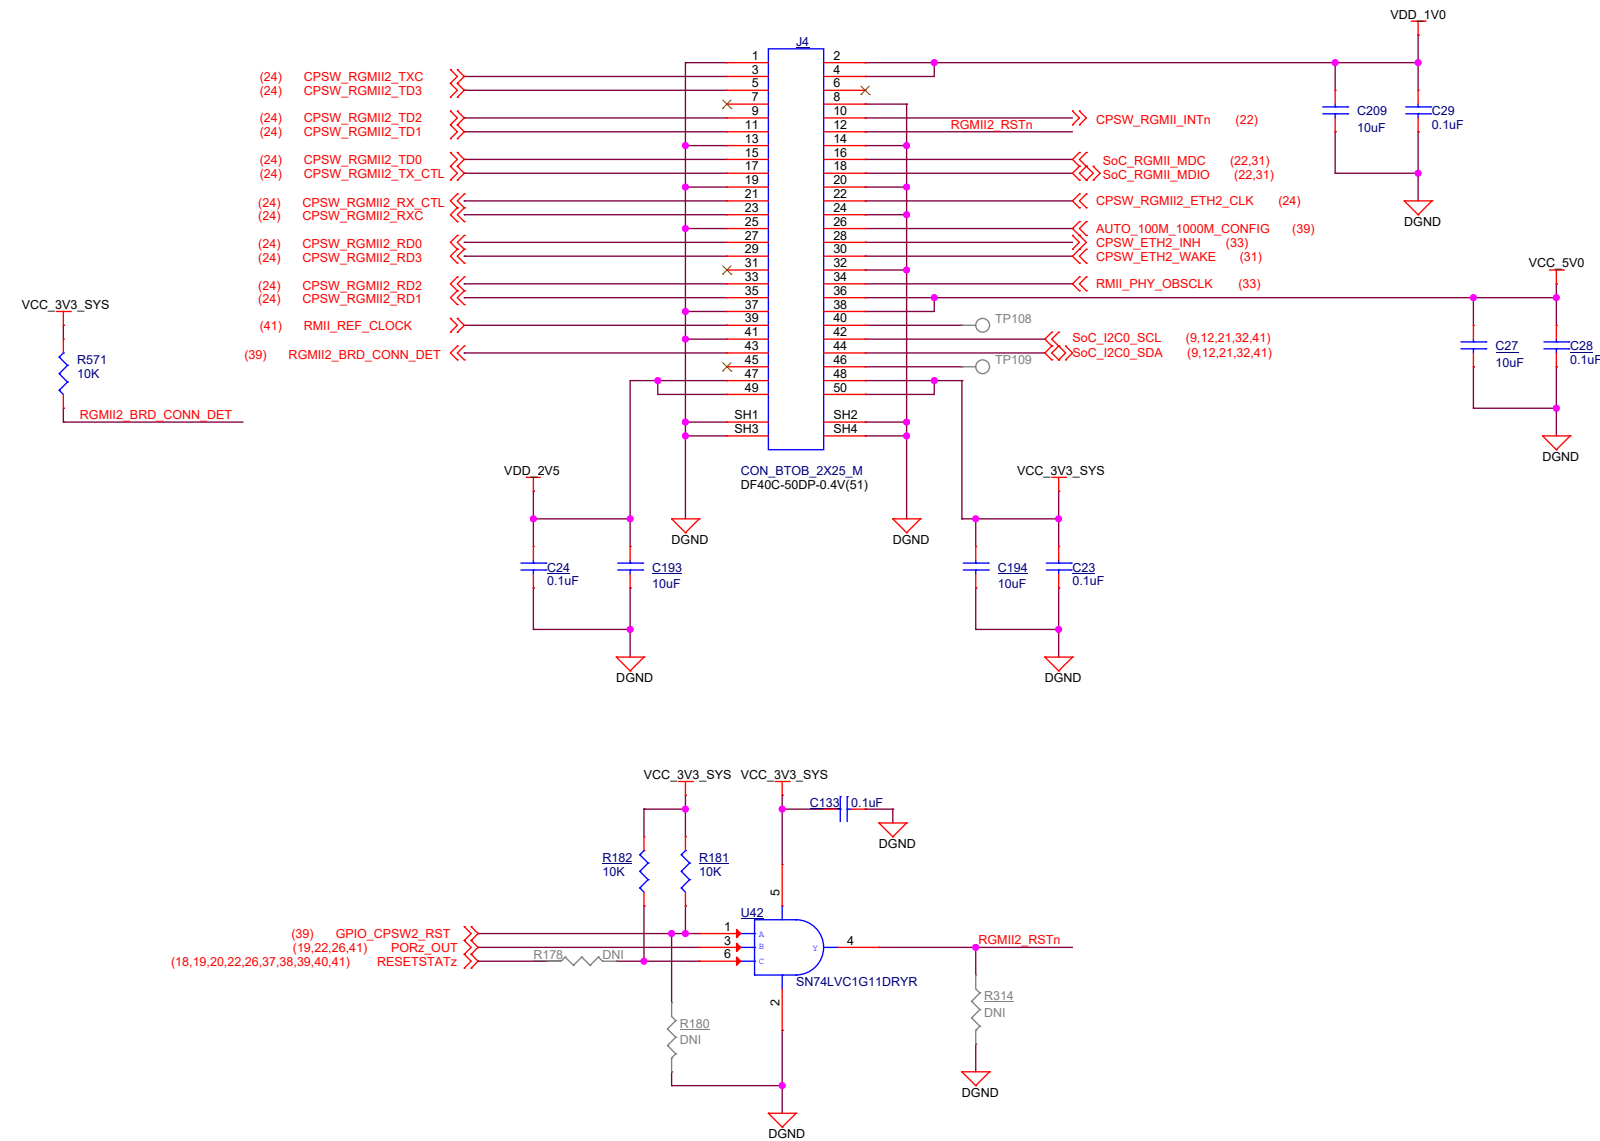 VDD_1V0
J4
1 2
3 4
5 6
7 8
9 10
11 12
13 14
15 16
17 18
19 20
21 22
23 24
25 26
27 28
29 30
31 32
33 34
35 36
37 38
39 40
41 42
43 44
45 46
47 48
49 50
SH1 SH2
SH3 SH4
CON_BTOB_2X25_M
DF40C-50DP-0.4V(51)
(24) CPSW_RGMII2_TXC
(24) CPSW_RGMII2_TD3
(24) CPSW_RGMII2_TD2
(24) CPSW_RGMII2_TD1
(24) CPSW_RGMII2_TD0
(24) CPSW_RGMII2_TX_CTL
(24) CPSW_RGMII2_RX_CTL
(24) CPSW_RGMII2_RXC
(24) CPSW_RGMII2_RD0
(24) CPSW_RGMII2_RD3
(24) CPSW_RGMII2_RD2
(24) CPSW_RGMII2_RD1
(41) RMII_REF_CLOCK
(39) RGMII2_BRD_CONN_DET
RGMII2_RSTn
CPSW_RGMII_INTn (22)
SoC_RGMII_MDC (22,31)
SoC_RGMII_MDIO (22,31)
CPSW_RGMII2_ETH2_CLK (24)
AUTO_100M_1000M_CONFIG (39)
CPSW_ETH2_INH (33)
CPSW_ETH2_WAKE (31)
RMII_PHY_OBSCLK (33)
TP108
SoC_I2C0_SCL (9,12,21,32,41)
SoC_I2C0_SDA (9,12,21,32,41)
TP109
C209
10uF
C29
0.1uF
DGND
VCC_5V0
C27
10uF
C28
0.1uF
DGND
VCC_3V3_SYS
R571
10K
RGMII2_BRD_CONN_DET
VDD_2V5
C24
0.1uF
C193
10uF
DGND
DGND
DGND
VCC_3V3_SYS
C194
10uF
C23
0.1uF
DGND
VCC_3V3_SYS VCC_3V3_SYS
C133 0.1uF
DGND
R182
10K
R181
10K
5
U42
(39) GPIO_CPSW2_RST 1 A
(19,22,26,41) PORz_OUT 3 B
(18,19,20,22,26,37,38,39,40,41) RESETSTATz R178 DNI 6 C
Y 4 RGMII2_RSTn
SN74LVC1G11DRYR
2
R180
DNI
R314
DNI
DGND
DGND